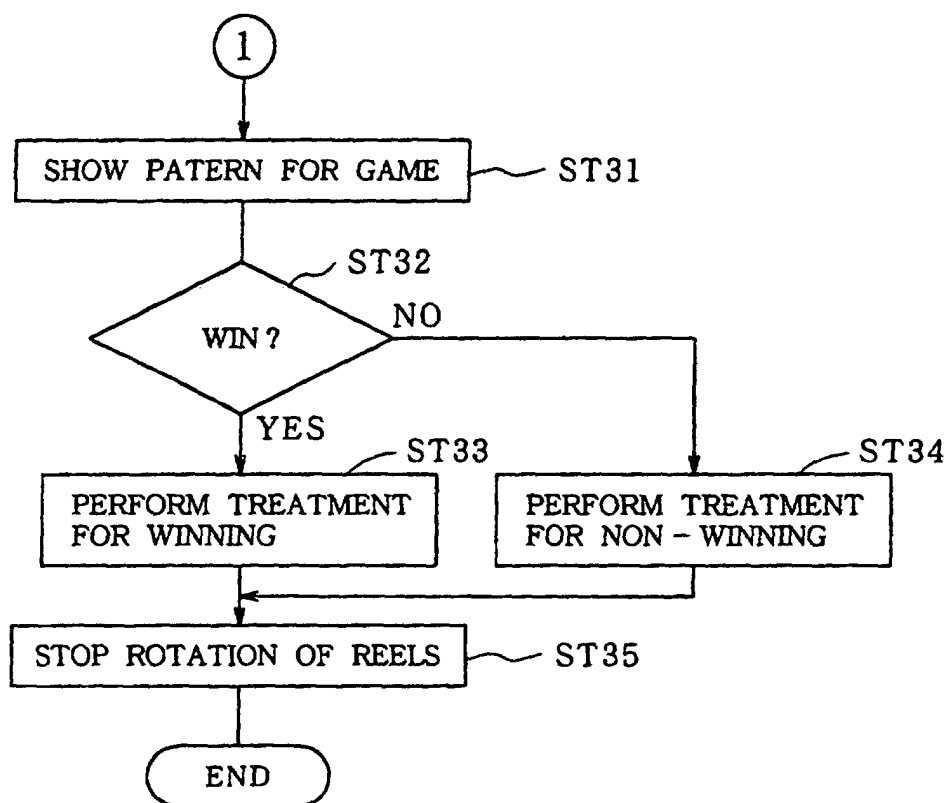 1
SHOW PATERN FOR GAME
ST31
ST32
WIN?
NO
YES
ST33
ST34
PERFORM TREATMENT
FOR WINNING
PERFORM TREATMENT
FOR NON-WINNING
STOP ROTATION OF REELS
ST35
END